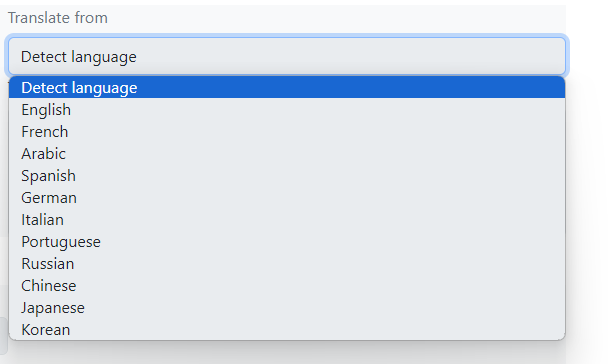 Translate from
Detect language
Detect language
English
French
Arabic
Spanish
German
Italian
Portuguese
Russian
Chinese
Japanese
Korean